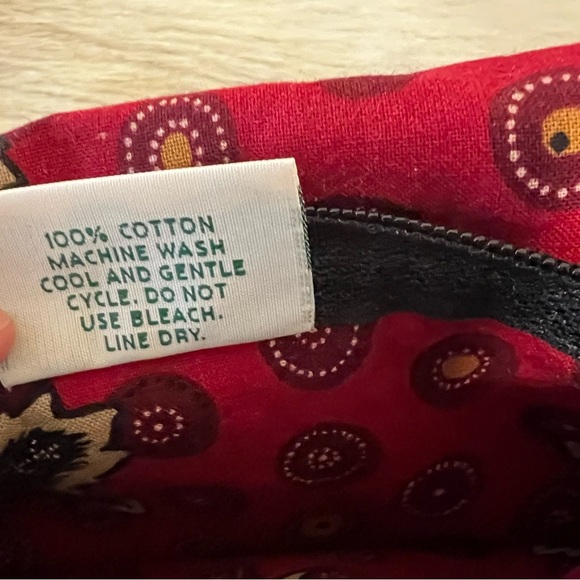 100% COTTON
MACHINE WASH
COOL AND GENTLE
CYCLE. DO NOT
USE BLEACH.
LINE DRY.